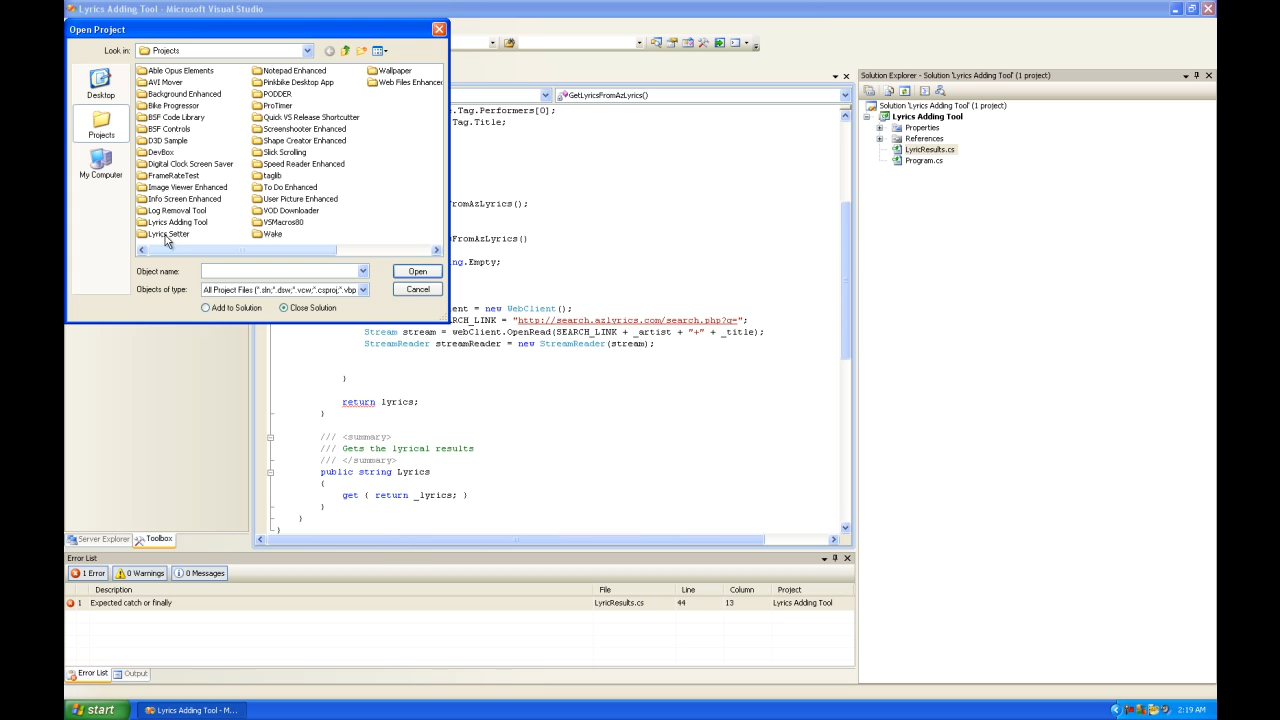 Lyrics Adding Tool - Microsoft Visual Studio
Open Project
Look in: Projects
Desktop
Projects
My Computer
Able Opus Elements
AVI Mover
Background Enhanced
Bike Progressor
BSF Code Library
BSF Controls
D3D Sample
DevBox
Digital Clock Screen Saver
FrameRateTest
Image Viewer Enhanced
Info Screen Enhanced
Log Removal Tool
Lyrics Adding Tool
Lyrics Setter
Notepad Enhanced
Pinkbike Desktop App
PODDER
ProTimer
Quick VS Release Shortcutter
Screenshooter Enhanced
Shape Creator Enhanced
Slick Scrolling
Speed Reader Enhanced
taglib
To Do Enhanced
User Picture Enhanced
VOD Downloader
VSMacros80
Wake
Wallpaper
Web Files Enhanced
Object name:
Open
Objects of type: All Project Files (*.sln;*.dsw;*.vcw;*.csproj;*.vbp
Cancel
Add to Solution Close Solution
GetLyricsFromAzLyrics()
e.Tag.Performers[0];
Tag.Title;
romAzLyrics();
sFromAzLyrics()
ng.Empty;
ent = new WebClient();
RCH_LINK = "http://search.azlyrics.com/search.php?q=";
Stream stream = webClient.OpenRead(SEARCH_LINK + _artist + "+" + _title);
StreamReader streamReader = new StreamReader(stream);
}
return lyrics;
}
/// <summary>
/// Gets the lyrical results
/// </summary>
public string Lyrics
{
get { return _lyrics; }
}
}
}
Solution Explorer - Solution 'Lyrics Adding Tool' (1 project)
Solution 'Lyrics Adding Tool' (1 project)
Lyrics Adding Tool
Properties
References
LyricResults.cs
Program.cs
Server Explorer Toolbox
Error List
1 Error 0 Warnings 0 Messages
Description File Line Column Project
1 Expected catch or finally LyricResults.cs 44 13 Lyrics Adding Tool
Error List Output
start Lyrics Adding Tool - M... 2:19 AM